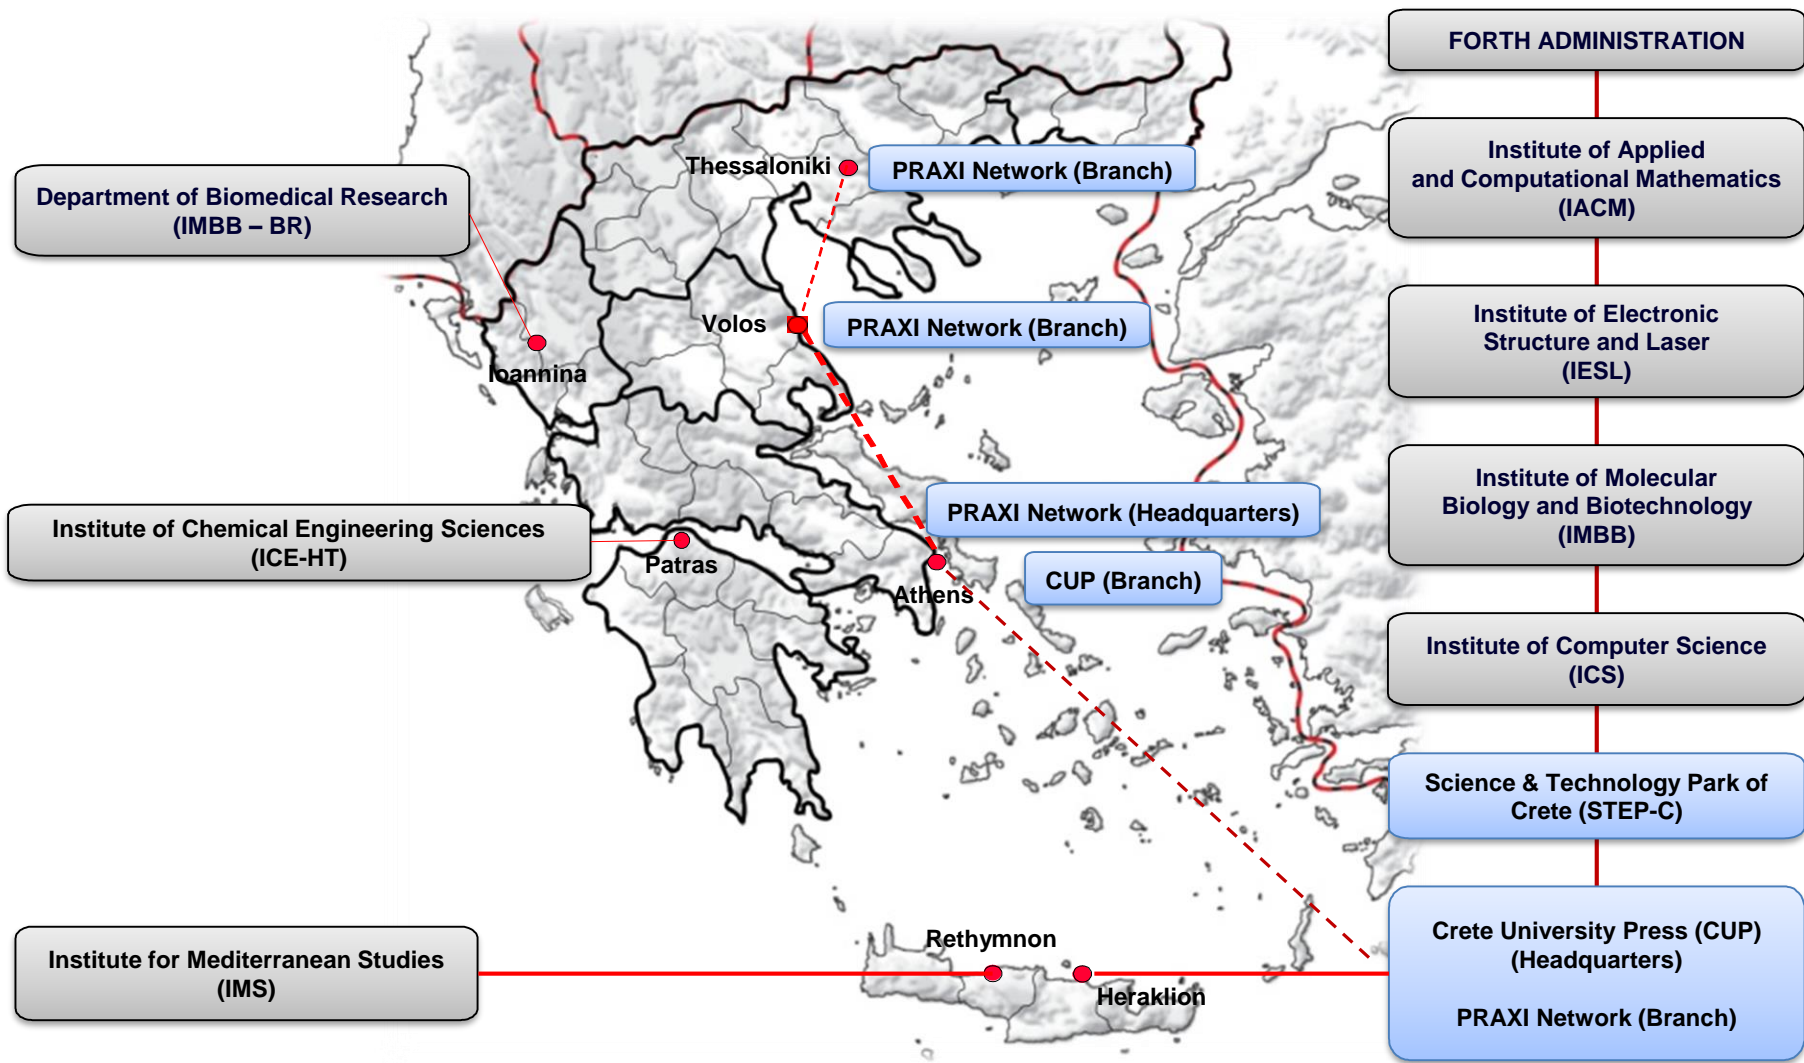 FORTH ADMINISTRATION
Institute of Applied
and Computational Mathematics
(IACM)
Thessaloniki
PRAXI Network (Branch)
Department of Biomedical Research
(IMBB – BR)
Volos
PRAXI Network (Branch)
Institute of Electronic
Structure and Laser
(IESL)
Ioannina
Institute of Molecular
Biology and Biotechnology
(IMBB)
PRAXI Network (Headquarters)
Institute of Chemical Engineering Sciences
(ICE-HT)
Patras
CUP (Branch)
Athens
Institute of Computer Science
(ICS)
Science & Technology Park of
Crete (STEP-C)
Rethymnon
Institute for Mediterranean Studies
(IMS)
Heraklion
Crete University Press (CUP)
(Headquarters)
PRAXI Network (Branch)